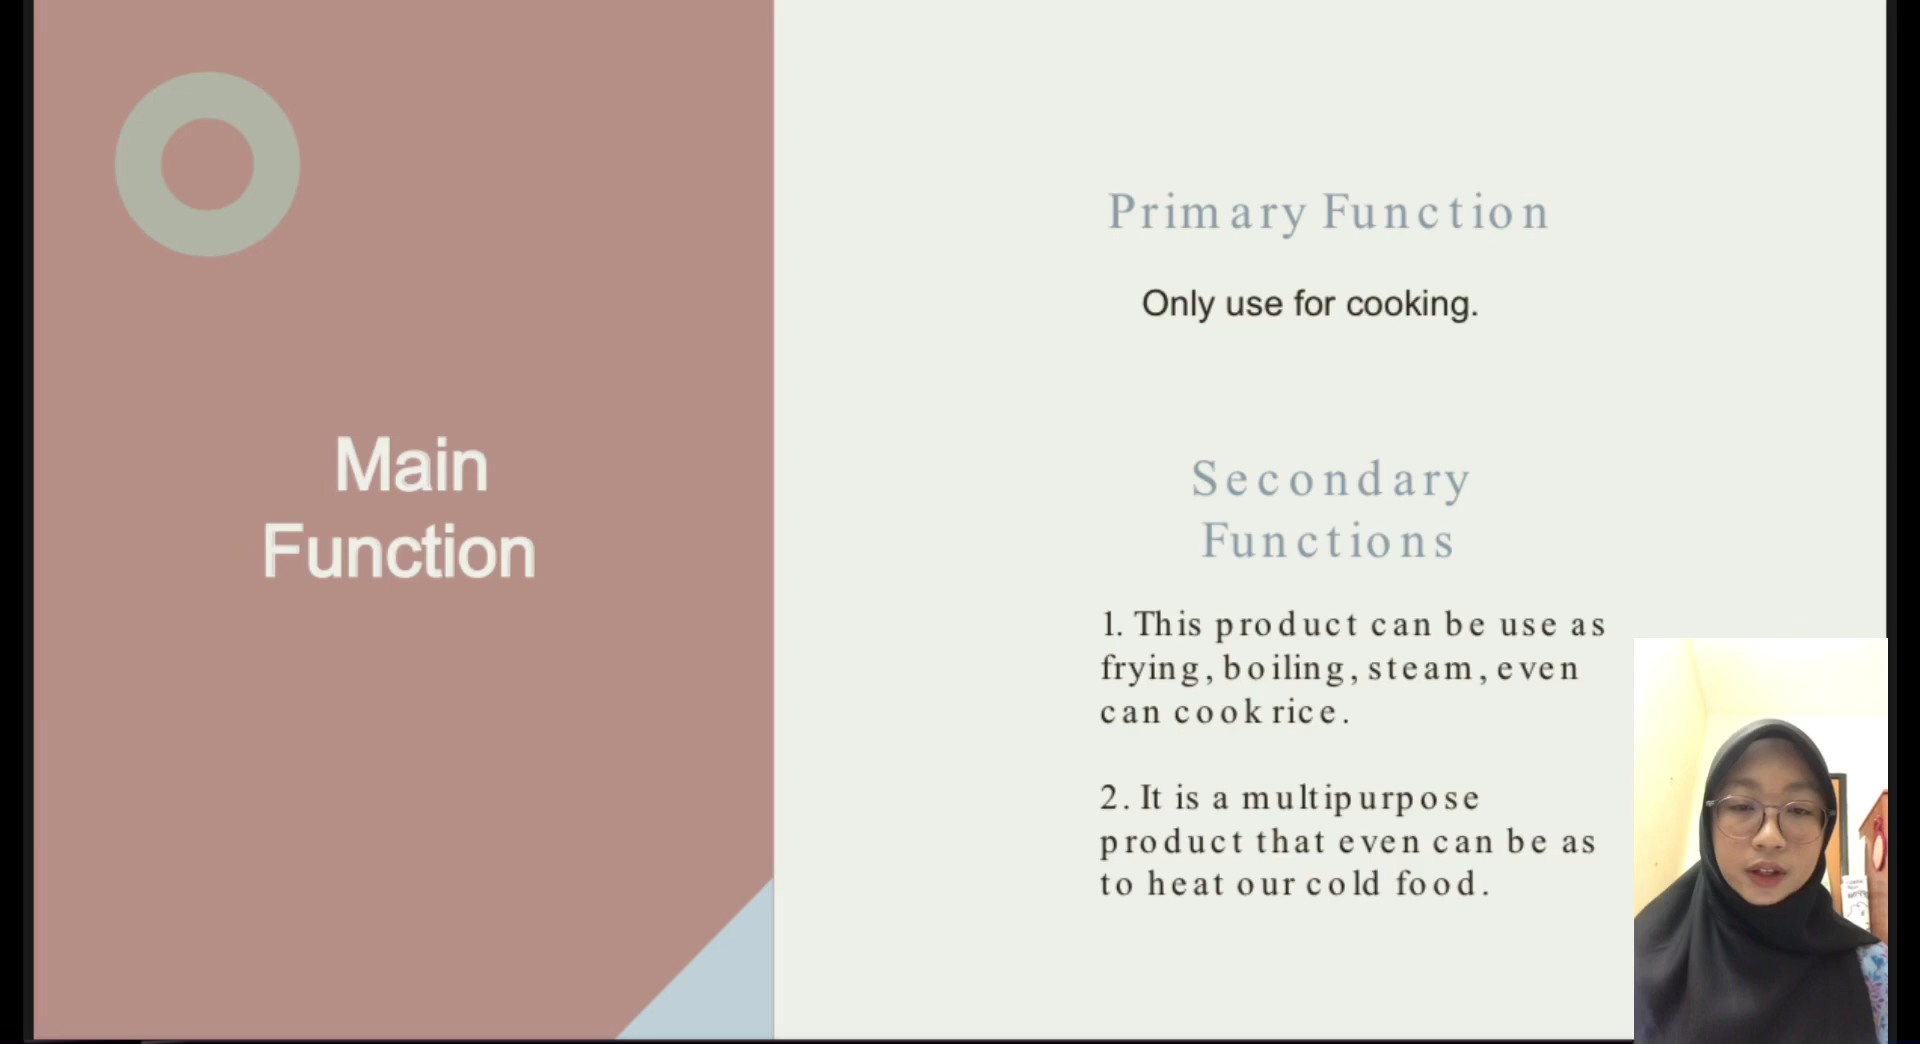 Main
Function
Primary Function
Only use for cooking.
Secondary
Functions
1. This product can be use as
frying, boiling, steam, even
can cook rice.
2. It is a multipurpose
product that even can be as
to heat our cold food.